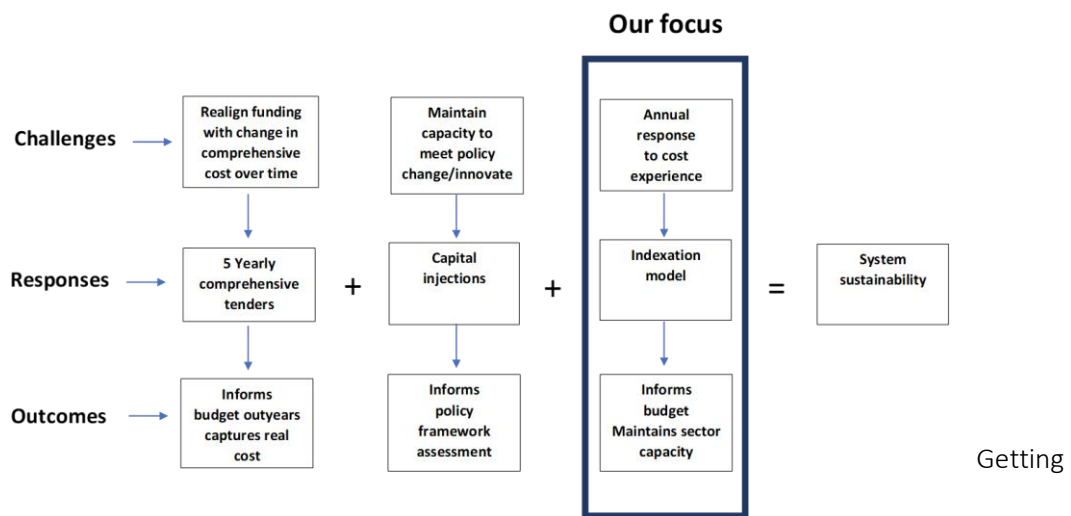 Our focus
Challenges
Realign funding
with change in
comprehensive
cost over time
Maintain
capacity to
meet policy
change/innovate
Annual
response
to cost
experience
Responses
5 Yearly
comprehensive
tenders
+
Capital
injections
+
Indexation
model
=
System
sustainability
Outcomes
Informs
budget outyears
captures real
cost
Informs
policy
framework
assessment
Informs
budget
Maintains sector
capacity
Getting